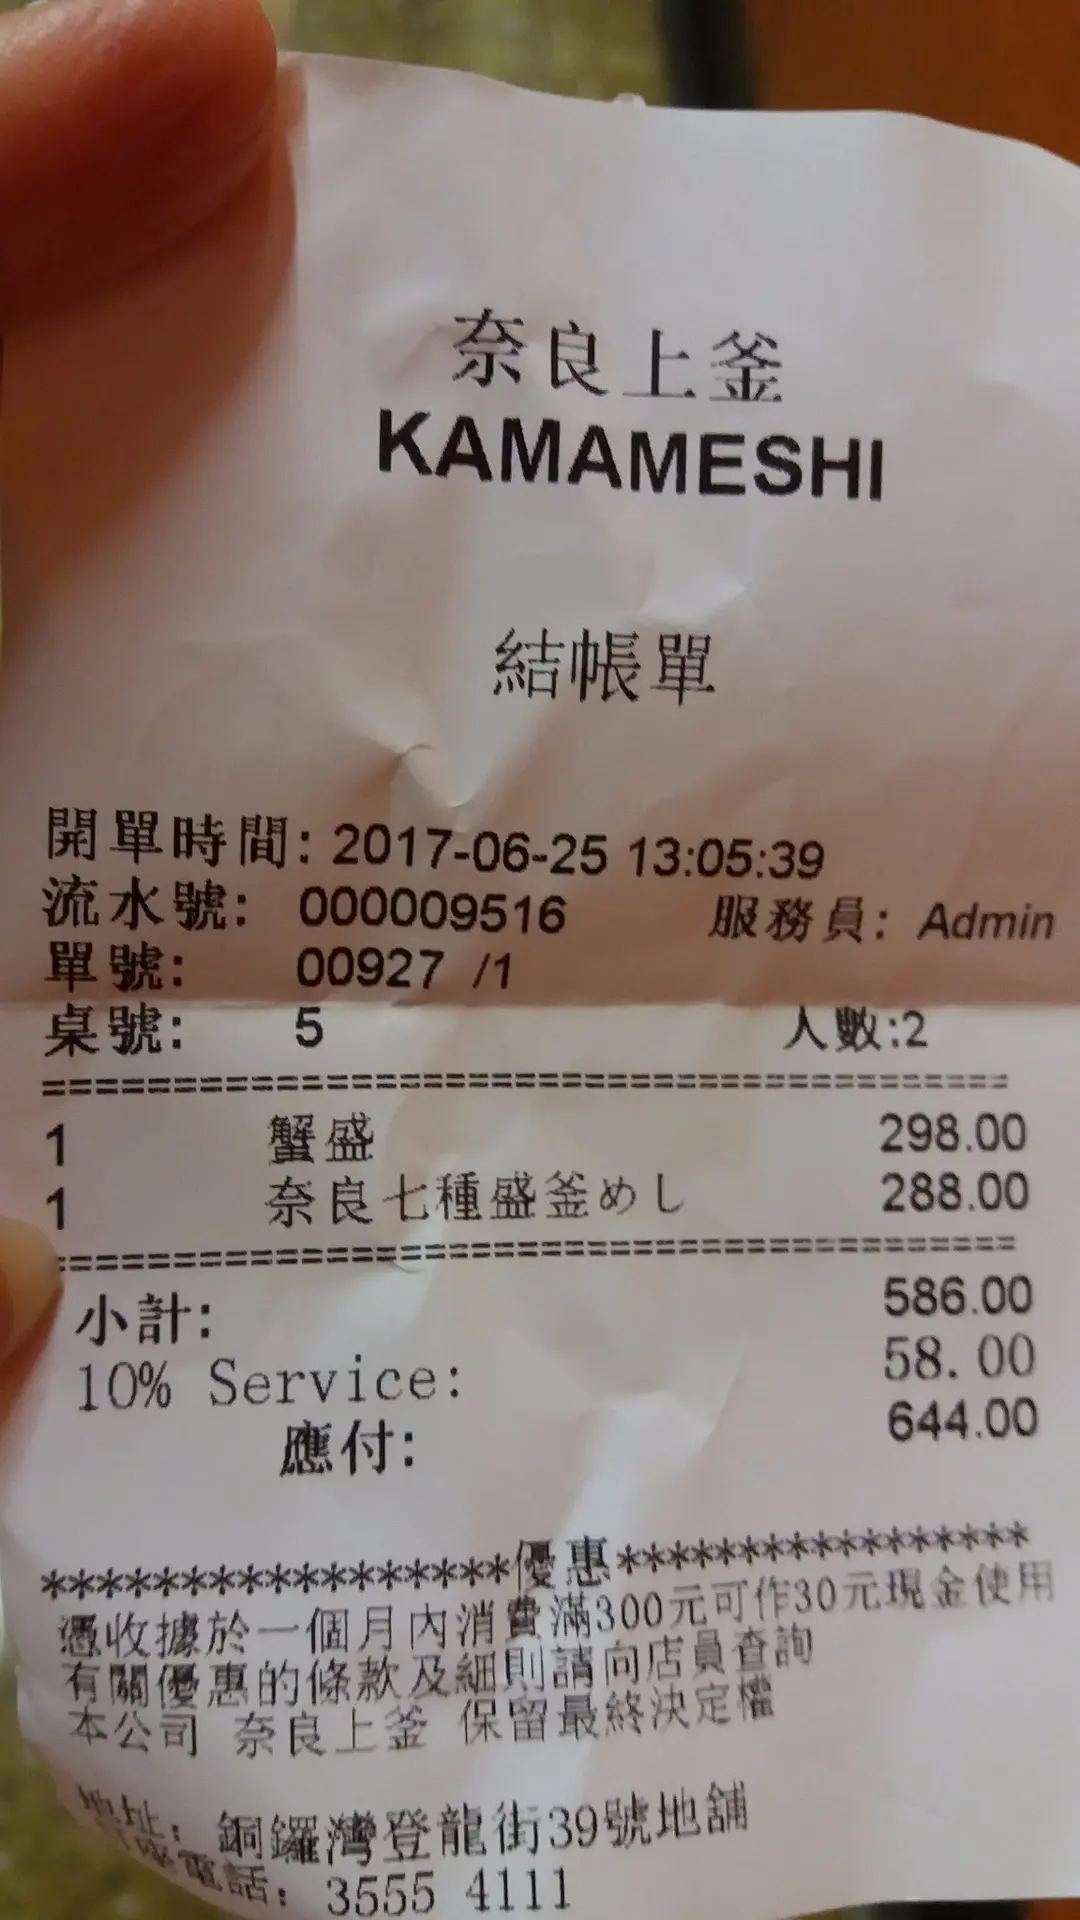 奈良上釜
KAMAMESHI
結帳單
開單時間: 2017-06-25 13:05:39
流水號: 000009516 服務員: Admin
單號: 00927 /1
桌號: 5 人數:2
==========================================
1 蟹盛 298.00
1 奈良七種盛釜めし 288.00
==========================================
小計: 586.00
10% Service: 58.00
應付: 644.00
*****************優惠*****************
憑收據於一個月內消費滿300元可作30元現金使用
有關優惠的條款及細則請向店員查詢
本公司 奈良上釜 保留最終決定權
地址: 銅鑼灣登龍街39號地舖
座電話: 3555 4111